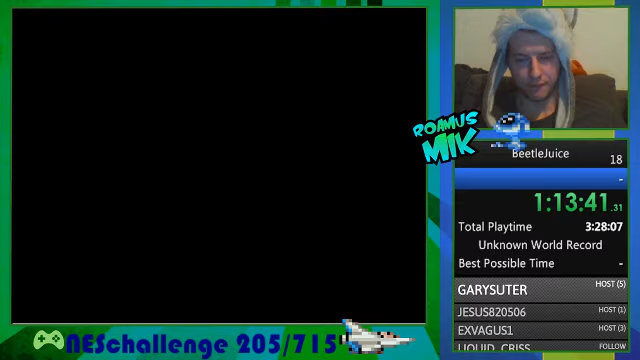 ROAMUS
MIK
BeetleJuice
18
-
1:13:41.31
Total Playtime 3:28:07
Unknown World Record
Best Possible Time -
GARYSUTER HOST (5)
JESUS820506 HOST (1)
EXVAGUS1 HOST (3)
LIQUID_CRISS FOLLOW
NESchallenge 205/715